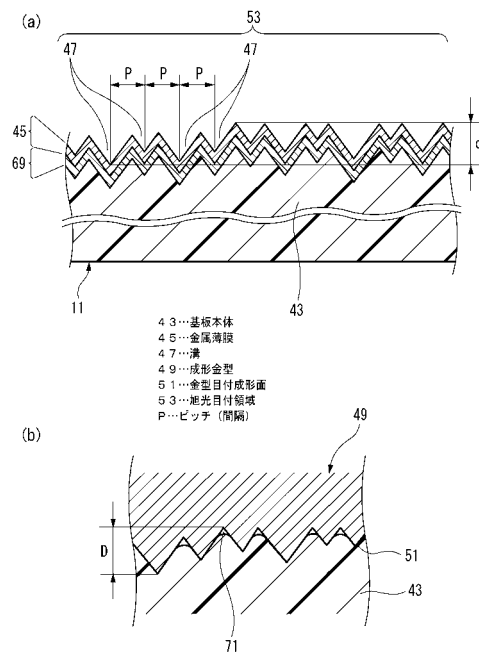 (a)
53
47
P
P
P
47
45
69
d
11
43
43…基板本体
45…金属薄膜
47…溝
49…成形金型
51…金型目付成形面
53…旭光目付領域
P…ピッチ(間隔)
(b)
49
D
51
43
71